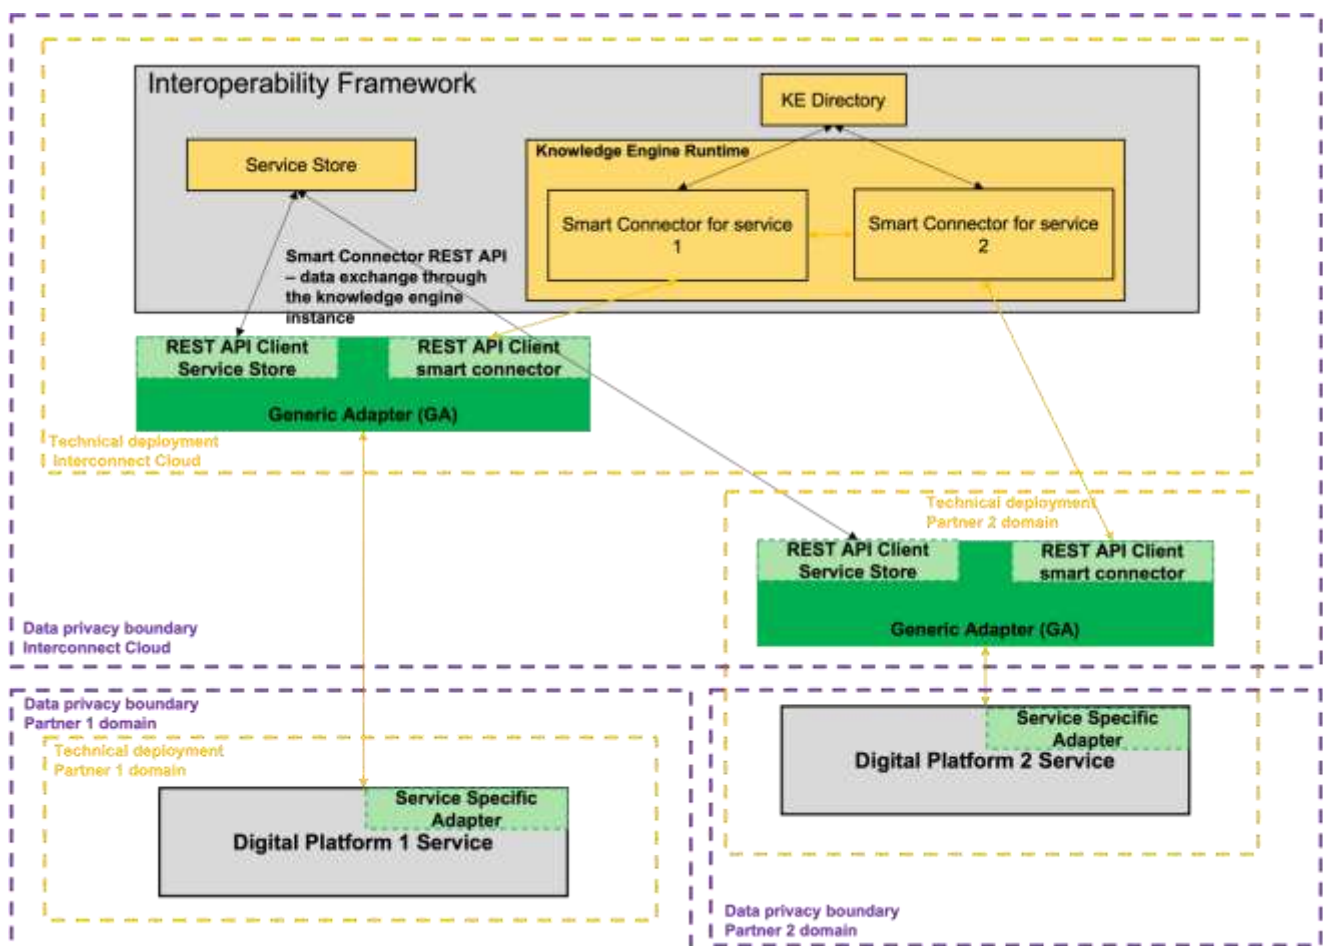 Interoperability Framework
KE Directory
Service Store
Knowledge Engine Runtime
Smart Connector for service
1
Smart Connector for service
2
Smart Connector REST API
– data exchange through
the knowledge engine
instance
REST API Client
Service Store
REST API Client
smart connector
Generic Adapter (GA)
Technical deployment
Interconnect Cloud
Technical deployment
Partner 2 domain
REST API Client
Service Store
REST API Client
smart connector
Generic Adapter (GA)
Data privacy boundary
Interconnect Cloud
Data privacy boundary
Partner 1 domain
Technical deployment
Partner 1 domain
Service Specific
Adapter
Digital Platform 1 Service
Service Specific
Adapter
Digital Platform 2 Service
Data privacy boundary
Partner 2 domain